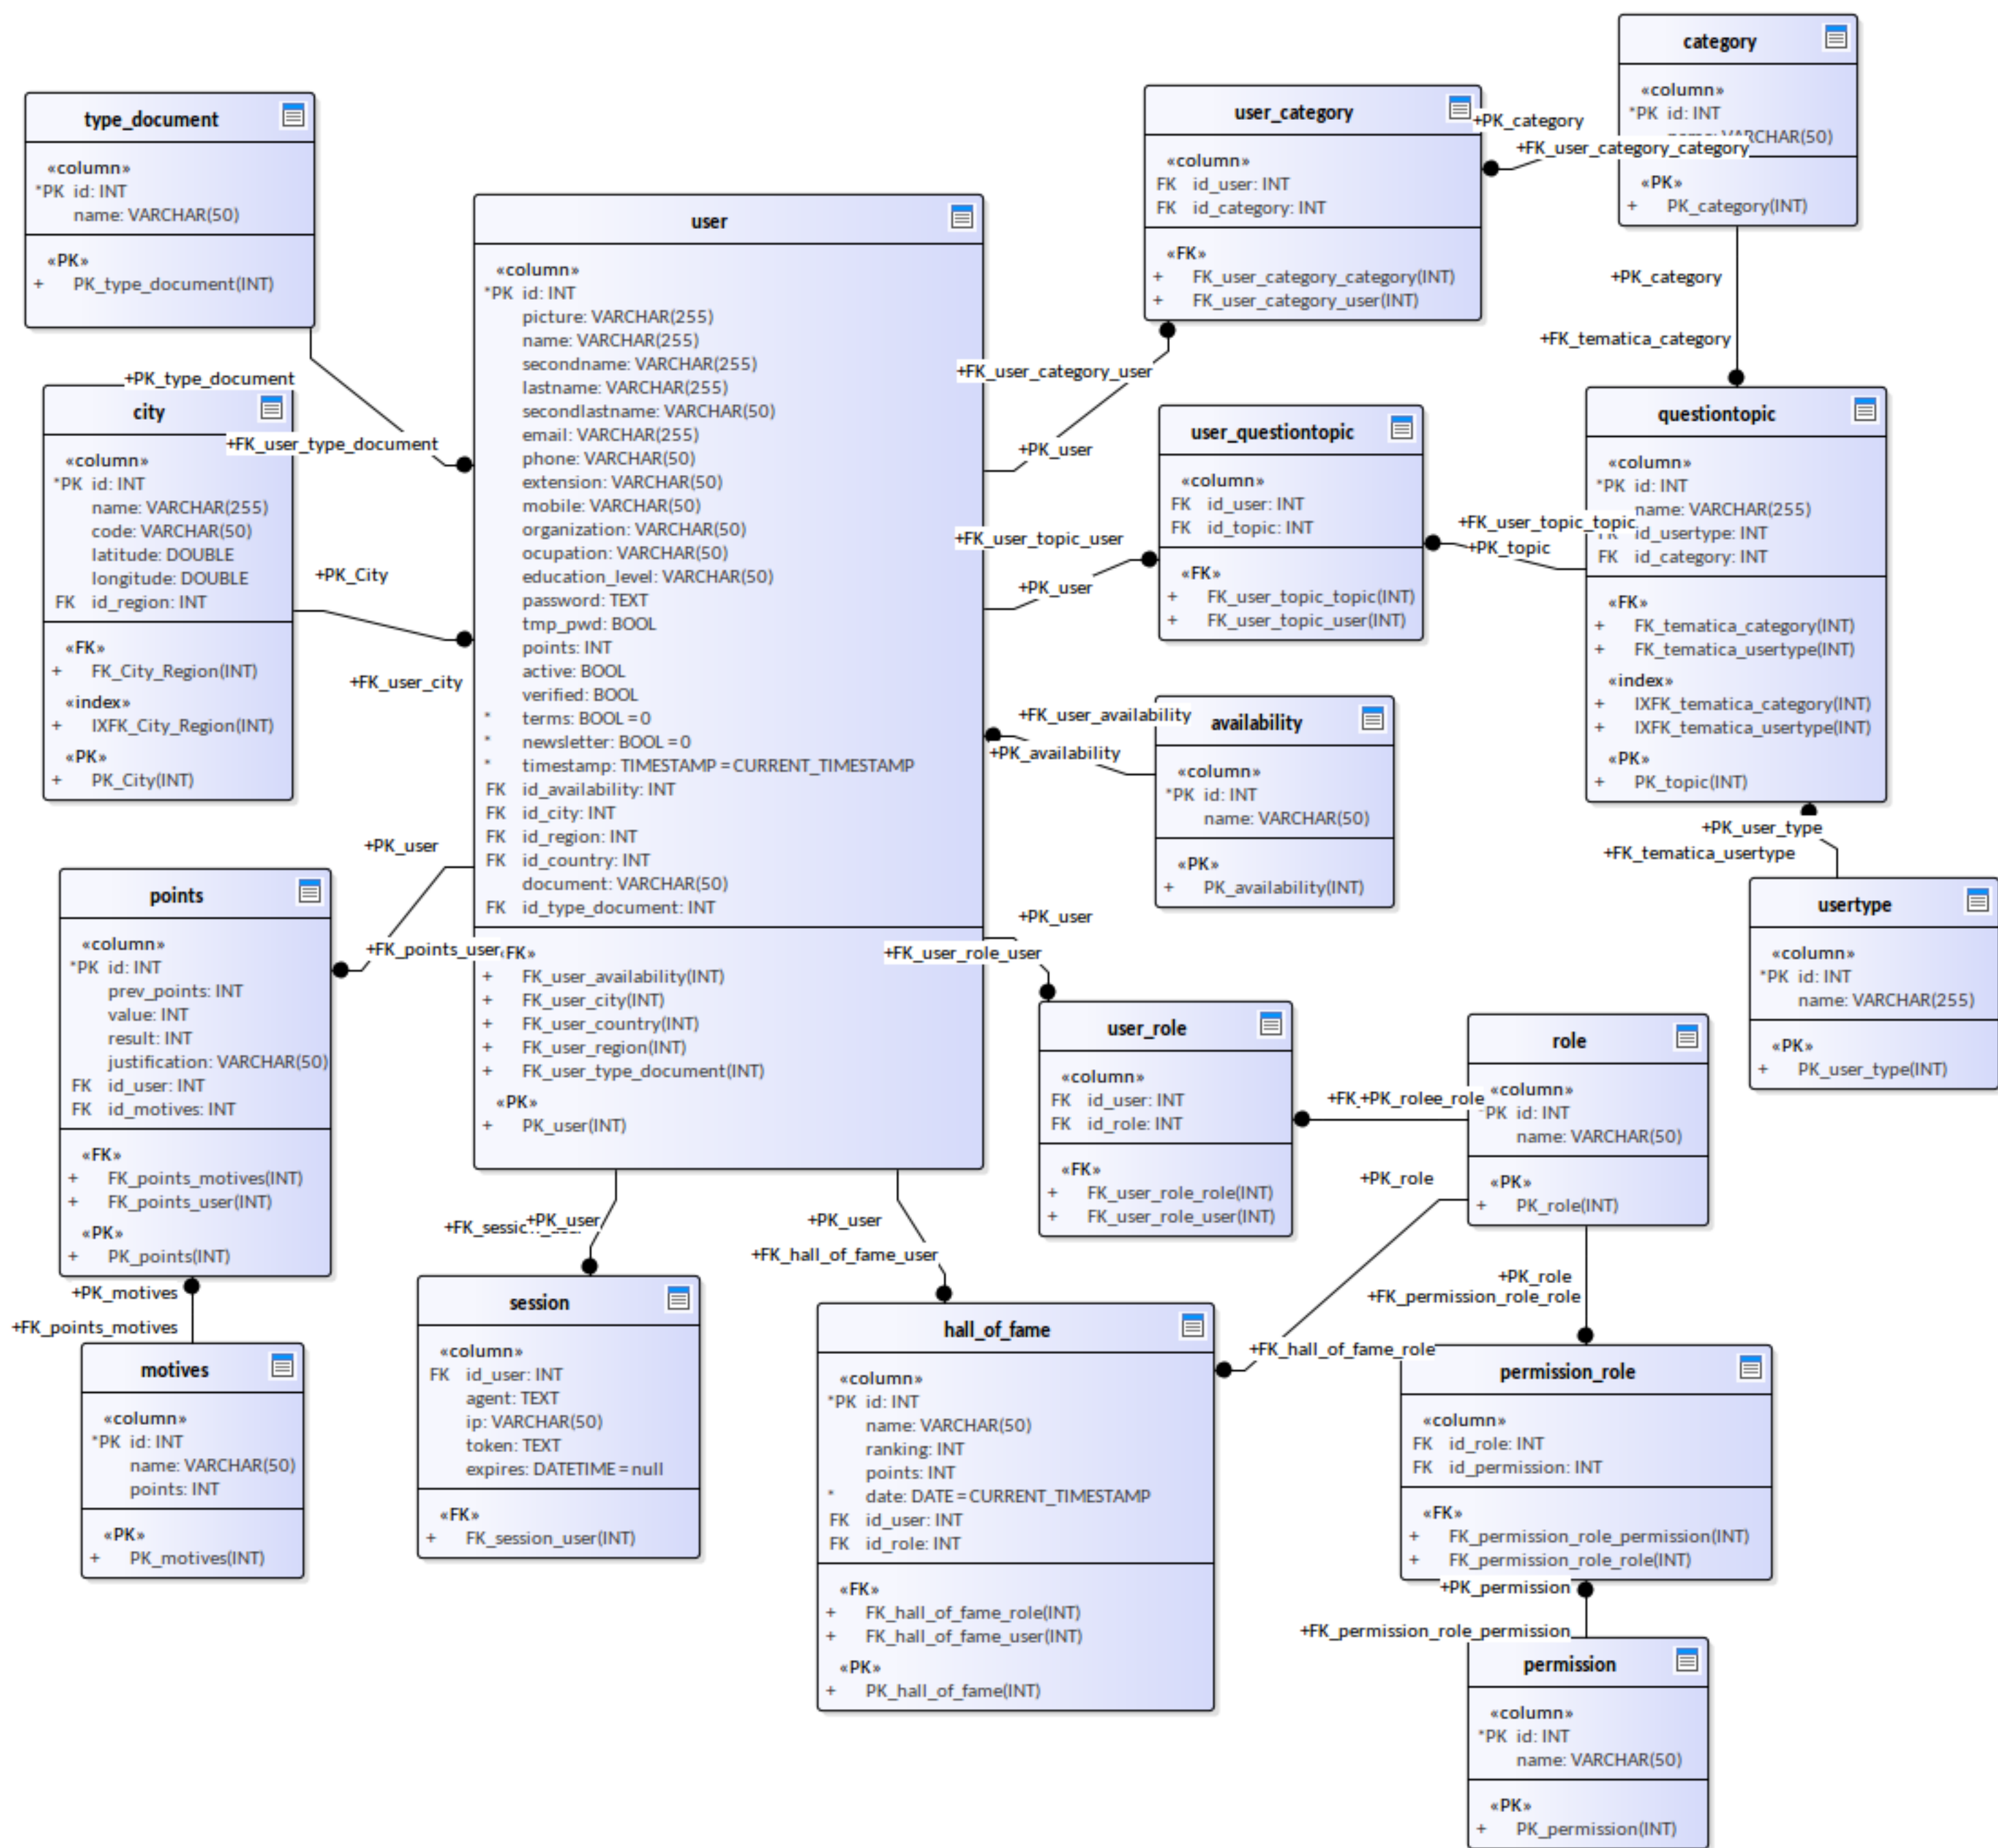 type_document
«column»
*PK id: INT
name: VARCHAR(50)
«PK»
+ PK_type_document(INT)
+PK_type_document
+FK_user_type_document
city
«column»
*PK id: INT
name: VARCHAR(255)
code: VARCHAR(50)
latitude: DOUBLE
longitude: DOUBLE
FK id_region: INT
«FK»
+ FK_City_Region(INT)
«index»
+ IXFK_City_Region(INT)
«PK»
+ PK_City(INT)
+PK_City
+FK_user_city
user
«column»
*PK id: INT
picture: VARCHAR(255)
name: VARCHAR(255)
secondname: VARCHAR(255)
lastname: VARCHAR(255)
secondlastname: VARCHAR(50)
email: VARCHAR(255)
phone: VARCHAR(50)
extension: VARCHAR(50)
mobile: VARCHAR(50)
organization: VARCHAR(50)
ocupation: VARCHAR(50)
education_level: VARCHAR(50)
password: TEXT
tmp_pwd: BOOL
points: INT
active: BOOL
verified: BOOL
* terms: BOOL = 0
* newsletter: BOOL = 0
* timestamp: TIMESTAMP = CURRENT_TIMESTAMP
FK id_availability: INT
FK id_city: INT
FK id_region: INT
FK id_country: INT
document: VARCHAR(50)
FK id_type_document: INT
«FK»
+ FK_user_availability(INT)
+ FK_user_city(INT)
+ FK_user_country(INT)
+ FK_user_region(INT)
+ FK_user_type_document(INT)
«PK»
+ PK_user(INT)
user_category
«column»
FK id_user: INT
FK id_category: INT
«FK»
+ FK_user_category_category(INT)
+ FK_user_category_user(INT)
+PK_category
+FK_user_category_category
category
«column»
*PK id: INT
VARCHAR(50)
«PK»
+ PK_category(INT)
+PK_category
+FK_tematica_category
+FK_user_category_user
+PK_user
user_questiontopic
«column»
FK id_user: INT
FK id_topic: INT
«FK»
+ FK_user_topic_topic(INT)
+ FK_user_topic_user(INT)
+FK_user_topic_user
+PK_user
+FK_user_topic_topic
+PK_topic
questiontopic
«column»
*PK id: INT
name: VARCHAR(255)
FK id_usertype: INT
FK id_category: INT
«FK»
+ FK_tematica_category(INT)
+ FK_tematica_usertype(INT)
«index»
+ IXFK_tematica_category(INT)
+ IXFK_tematica_usertype(INT)
«PK»
+ PK_topic(INT)
+FK_user_availability
+PK_availability
availability
«column»
*PK id: INT
name: VARCHAR(50)
«PK»
+ PK_availability(INT)
+PK_user_type
+FK_tematica_usertype
usertype
«column»
*PK id: INT
name: VARCHAR(255)
«PK»
+ PK_user_type(INT)
+PK_user
+FK_points_user
points
«column»
*PK id: INT
prev_points: INT
value: INT
result: INT
justification: VARCHAR(50)
FK id_user: INT
FK id_motives: INT
«FK»
+ FK_points_motives(INT)
+ FK_points_user(INT)
«PK»
+ PK_points(INT)
+PK_motives
+FK_points_motives
motives
«column»
*PK id: INT
name: VARCHAR(50)
points: INT
«PK»
+ PK_motives(INT)
+PK_user
+FK_user_role_user
user_role
«column»
FK id_user: INT
FK id_role: INT
«FK»
+ FK_user_role_role(INT)
+ FK_user_role_user(INT)
role
«column»
*PK id: INT
name: VARCHAR(50)
«PK»
+ PK_role(INT)
+PK_role
+FK_hall_of_fame_role
+PK_role
+FK_permission_role_role
+PK_user
session
«column»
FK id_user: INT
agent: TEXT
ip: VARCHAR(50)
token: TEXT
expires: DATETIME = null
«FK»
+ FK_session_user(INT)
+PK_user
+FK_hall_of_fame_user
hall_of_fame
«column»
*PK id: INT
name: VARCHAR(50)
ranking: INT
points: INT
* date: DATE = CURRENT_TIMESTAMP
FK id_user: INT
FK id_role: INT
«FK»
+ FK_hall_of_fame_role(INT)
+ FK_hall_of_fame_user(INT)
«PK»
+ PK_hall_of_fame(INT)
permission_role
«column»
FK id_role: INT
FK id_permission: INT
«FK»
+ FK_permission_role_permission(INT)
+ FK_permission_role_role(INT)
+PK_permission
+FK_permission_role_permission
permission
«column»
*PK id: INT
name: VARCHAR(50)
«PK»
+ PK_permission(INT)